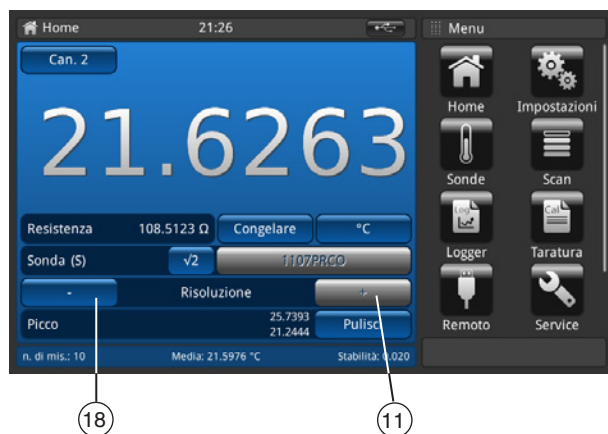 Home 21:26
Can. 2
21.6263
Resistenza 108.5123 Ω Congelare °C
Sonda (S) √2 1107PRCO
- Risoluzione +
Picco 25.7393 21.2444 Pulisci
n. di mis.: 10 Media: 21.5976 °C Stabilità: 0.020
Menu
Home Impostazioni
Sonde Scan
Log Cal
Logger Taratura
Remoto Service
18 11